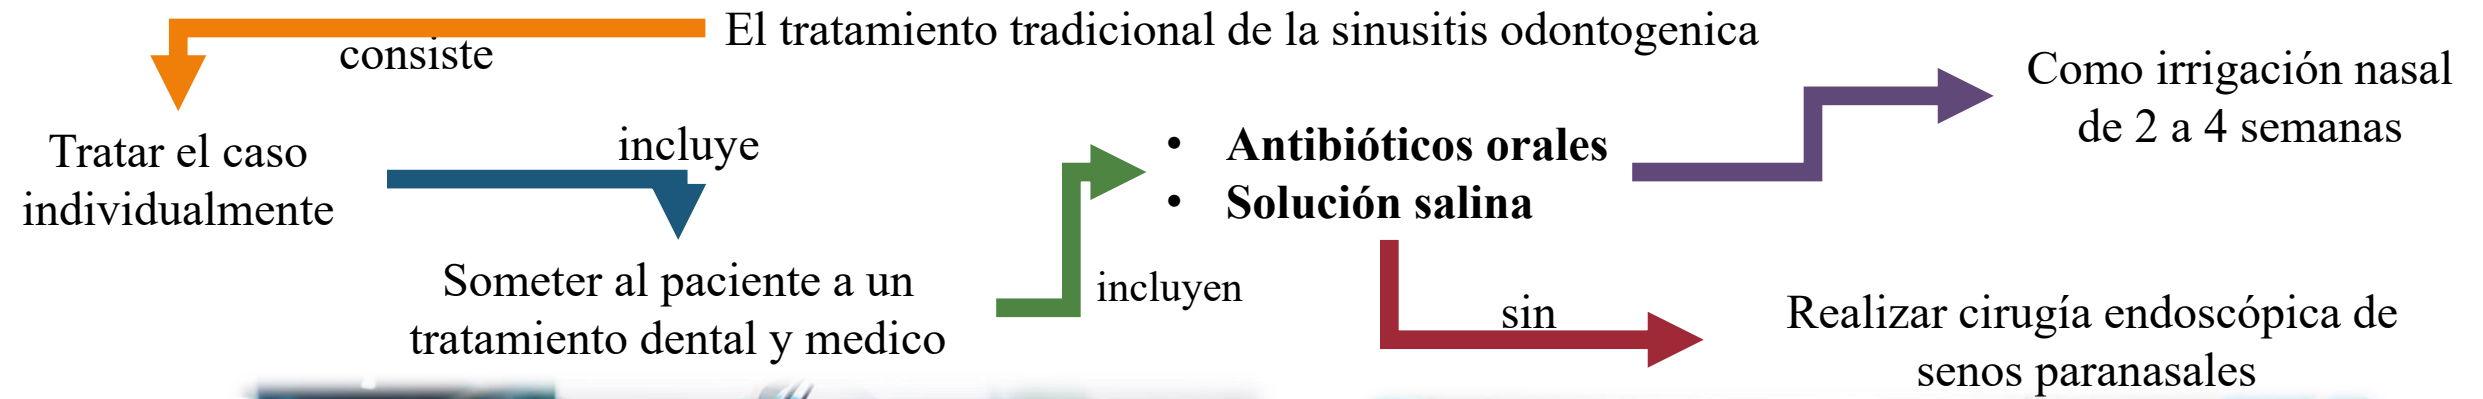 El tratamiento tradicional de la sinusitis odontogenica
consiste
Tratar el caso
individualmente
incluye
Someter al paciente a un
tratamiento dental y medico
incluyen
• Antibióticos orales
• Solución salina
Como irrigación nasal
de 2 a 4 semanas
sin
Realizar cirugía endoscópica de
senos paranasales